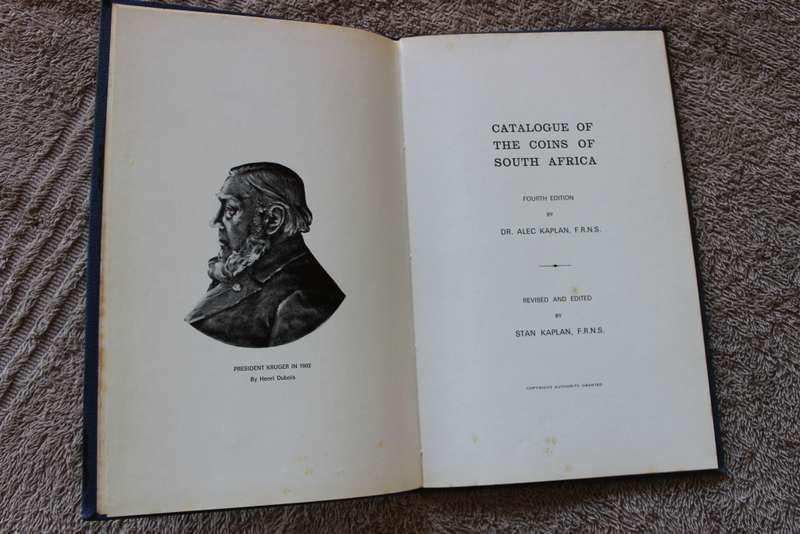 PRESIDENT KRUGER IN 1902
By Henri Dubois
CATALOGUE OF
THE COINS OF
SOUTH AFRICA
FOURTH EDITION
BY
DR. ALEC KAPLAN, F.R.N.S.
REVISED AND EDITED
BY
STAN KAPLAN, F.R.N.S.
COPYRIGHT AUTHORITY GRANTED